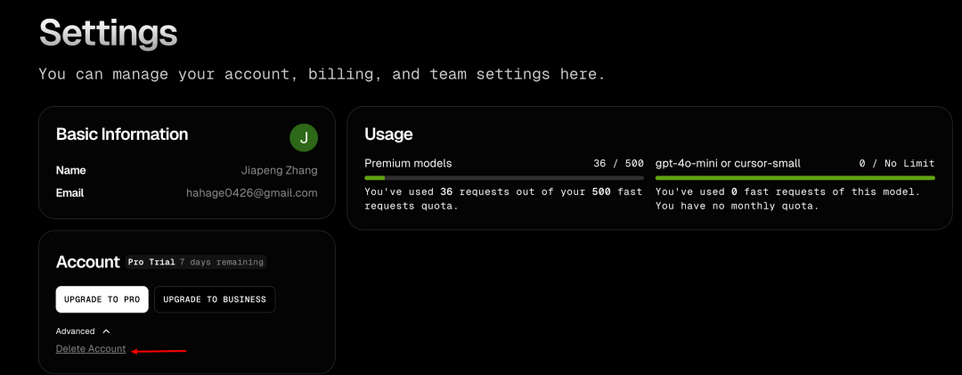 Settings
You can manage your account, billing, and team settings here.
Basic Information
J
Name Jiapeng Zhang
Email hahage0426@gmail.com
Usage
Premium models 36 / 500
You've used 36 requests out of your 500 fast
requests quota.
gpt-4o-mini or cursor-small 0 / No Limit
You've used 0 fast requests of this model.
You have no monthly quota.
Account Pro Trial 7 days remaining
UPGRADE TO PRO UPGRADE TO BUSINESS
Advanced
Delete Account